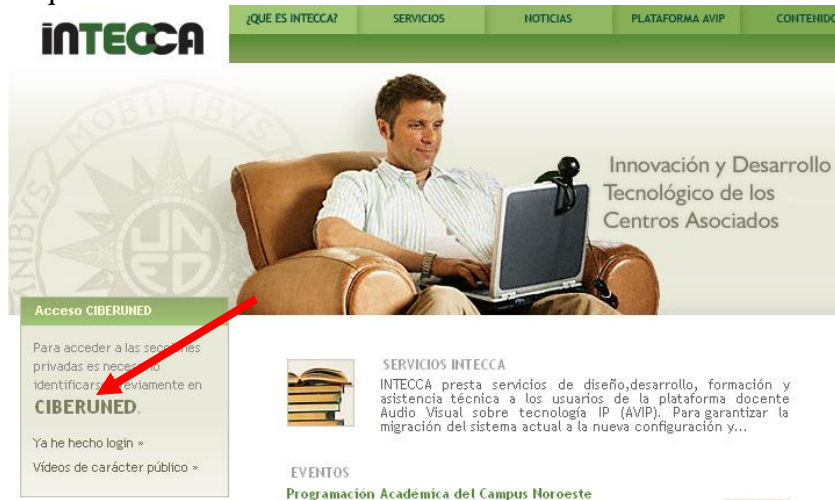 ¿QUE ES INTECCA? SERVICIOS NOTICIAS PLATAFORMA AVIP CONTENIDO
INTECCA
OMNIBVS MOBILIBVS
UNED
Innovación y Desarrollo
Tecnológico de los
Centros Asociados
Acceso CIBERUNED
Para acceder a las secciones
privadas es necesario
identificarse previamente en
CIBERUNED.
Ya he hecho login »
Vídeos de carácter público »
SERVICIOS INTECCA
INTECCA presta servicios de diseño,desarrollo, formación y
asistencia técnica a los usuarios de la plataforma docente
Audio Visual sobre tecnología IP (AVIP). Para garantizar la
migración del sistema actual a la nueva configuración y...
EVENTOS
Programación Académica del Campus Noroeste